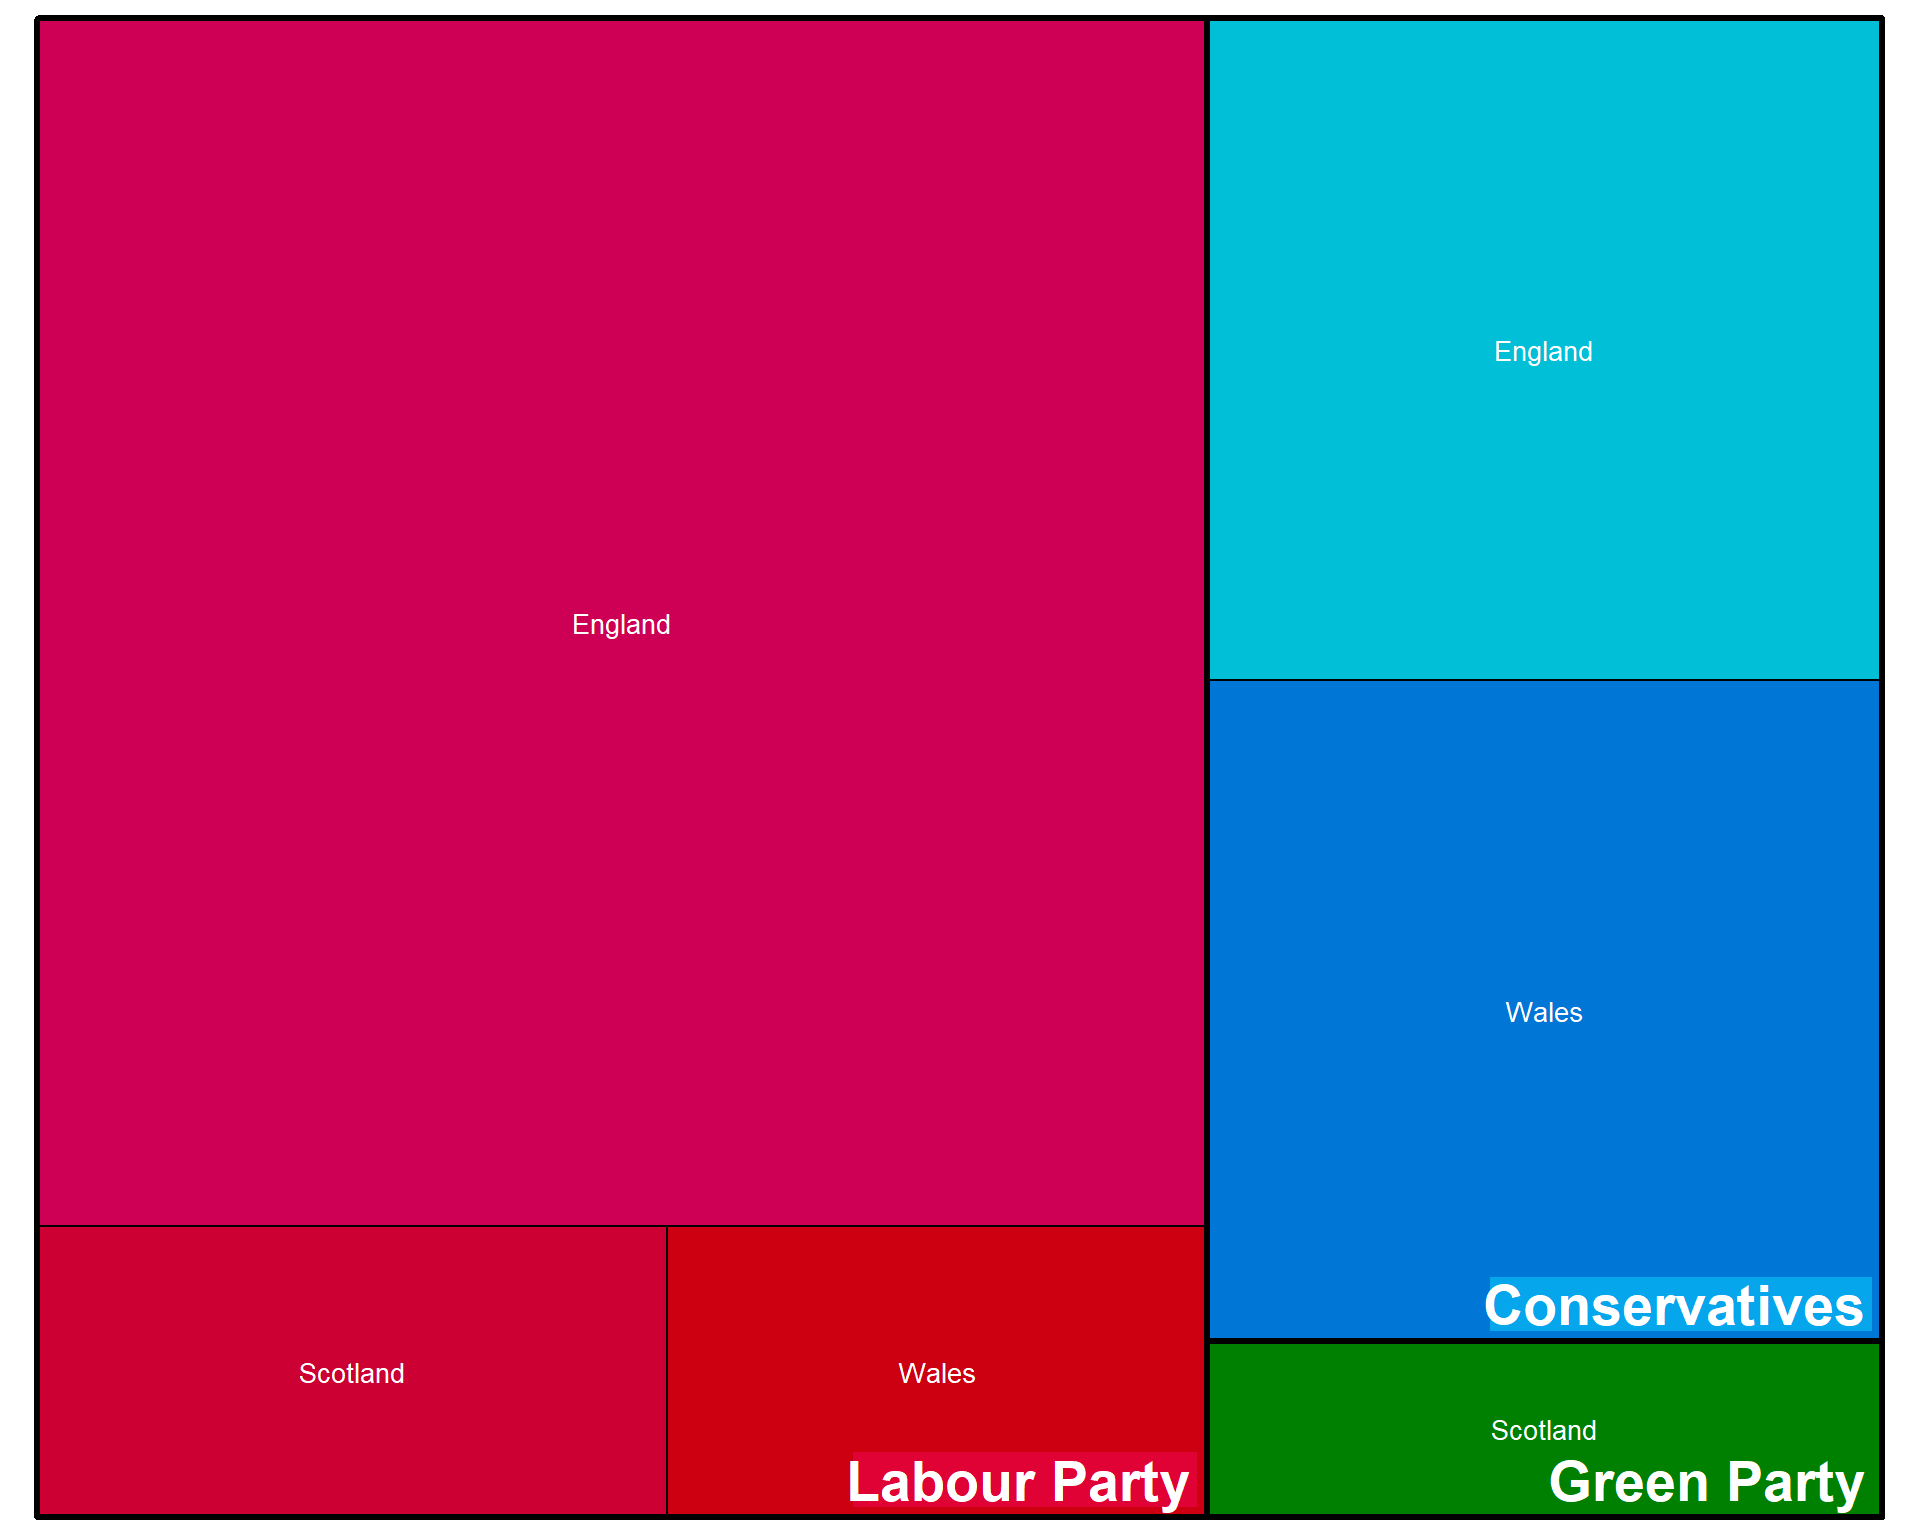 England
England
Wales
Conservatives
Scotland
Wales
Labour Party
Scotland
Green Party